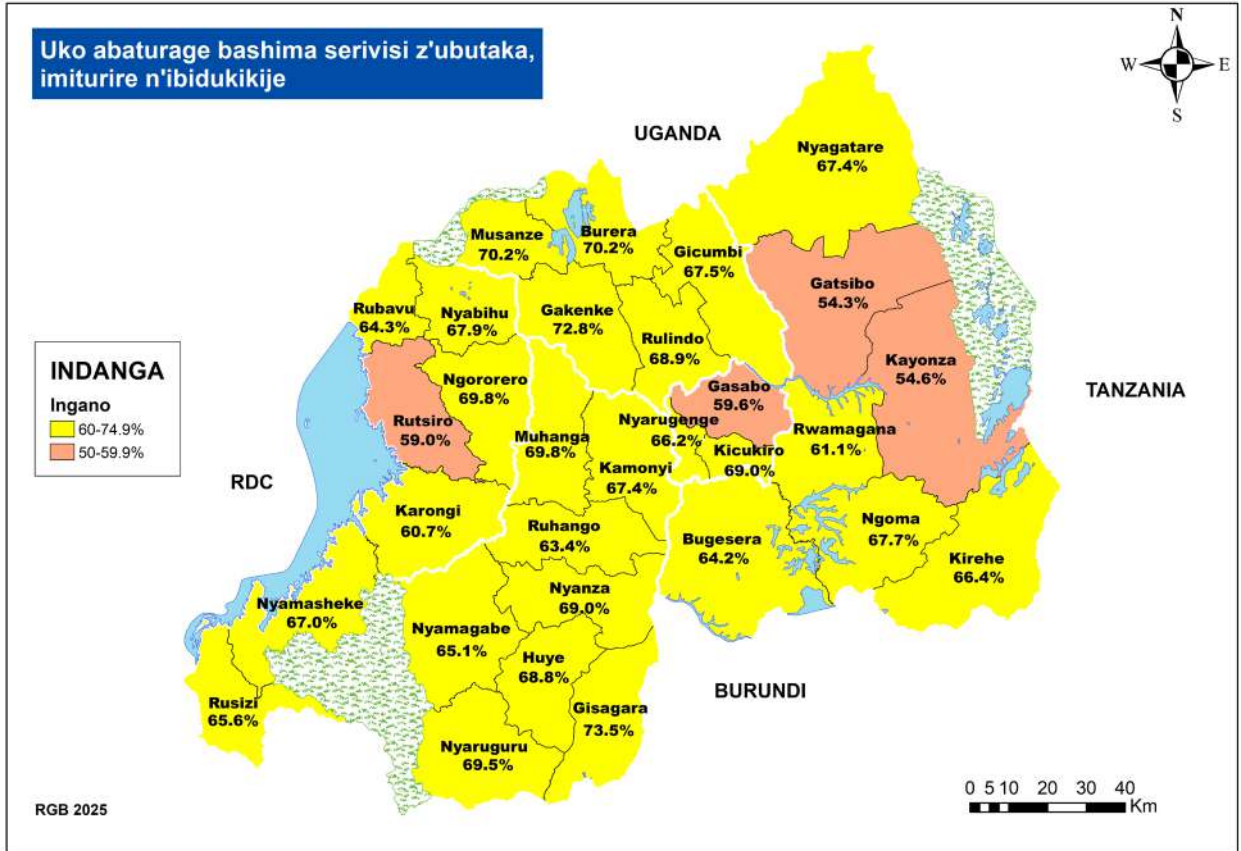 Uko abaturage bashima serivisi z'ubutaka,
imiturire n'ibidukikije
N
W
E
S
UGANDA
Nyagatare
67.4%
Musanze
70.2%
Burera
70.2%
Gicumbi
67.5%
Gatsibo
54.3%
Rubavu
64.3%
Nyabihu
67.9%
Gakenke
72.8%
Rulindo
68.9%
Kayonza
54.6%
TANZANIA
INDANGA
Ingano
60-74.9%
50-59.9%
Rutsiro
59.0%
Ngororero
69.8%
Muhanga
69.8%
Nyarugenge
66.2%
Gasabo
59.6%
Kicukiro
69.0%
Rwamagana
61.1%
Kamonyi
67.4%
RDC
Karongi
60.7%
Ruhango
63.4%
Bugesera
64.2%
Ngoma
67.7%
Kirehe
66.4%
Nyamasheke
67.0%
Nyamagabe
65.1%
Nyanza
69.0%
Huye
68.8%
Rusizi
65.6%
Nyaruguru
69.5%
Gisagara
73.5%
BURUNDI
RGB 2025
0 5 10 20 30 40
Km